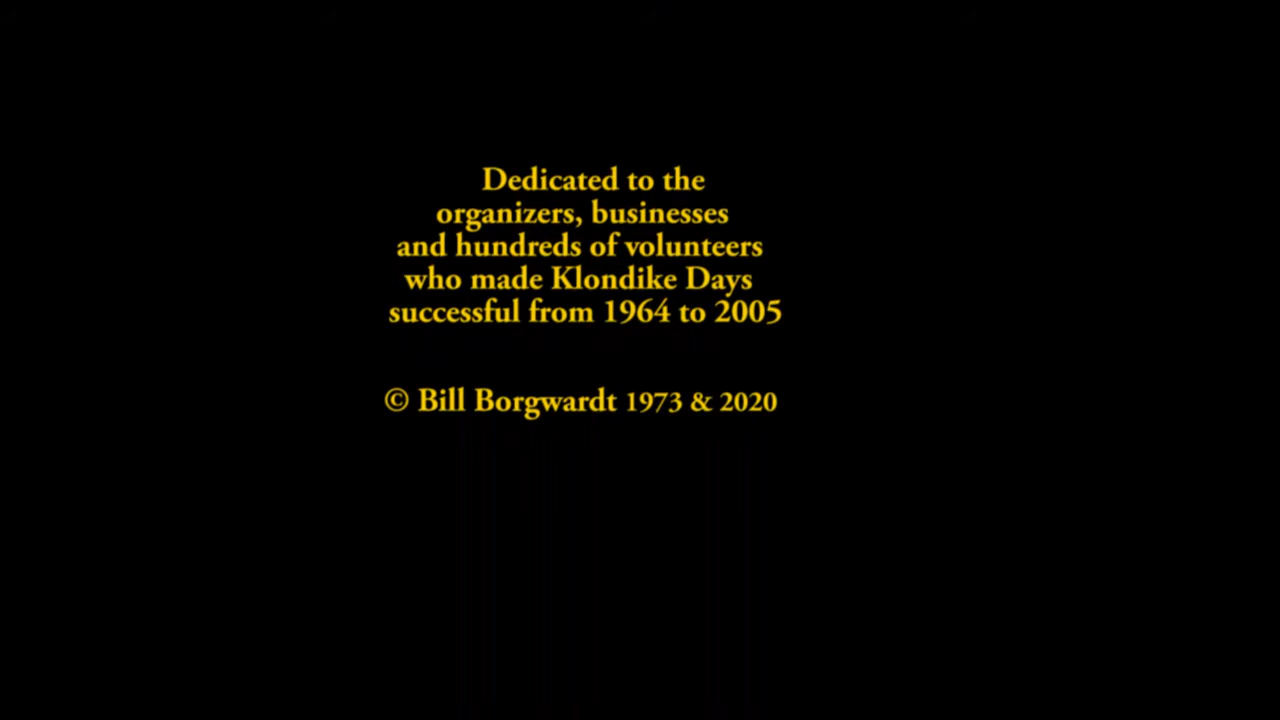 Dedicated to the
organizers, businesses
and hundreds of volunteers
who made Klondike Days
successful from 1964 to 2005
© Bill Borgwardt 1973 & 2020